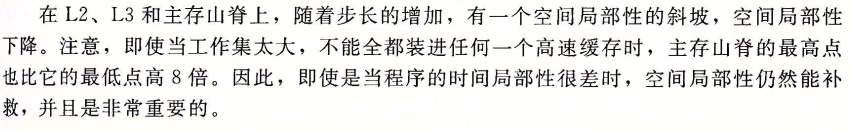 在 L2、L3 和主存山脊上，随着步长的增加，有一个空间局部性的斜坡，空间局部性
下降。注意，即使当工作集太大，不能全都装进任何一个高速缓存时，主存山脊的最高点
也比它的最低点高 8 倍。因此，即使是当程序的时间局部性很差时，空间局部性仍然能补
救，并且是非常重要的。